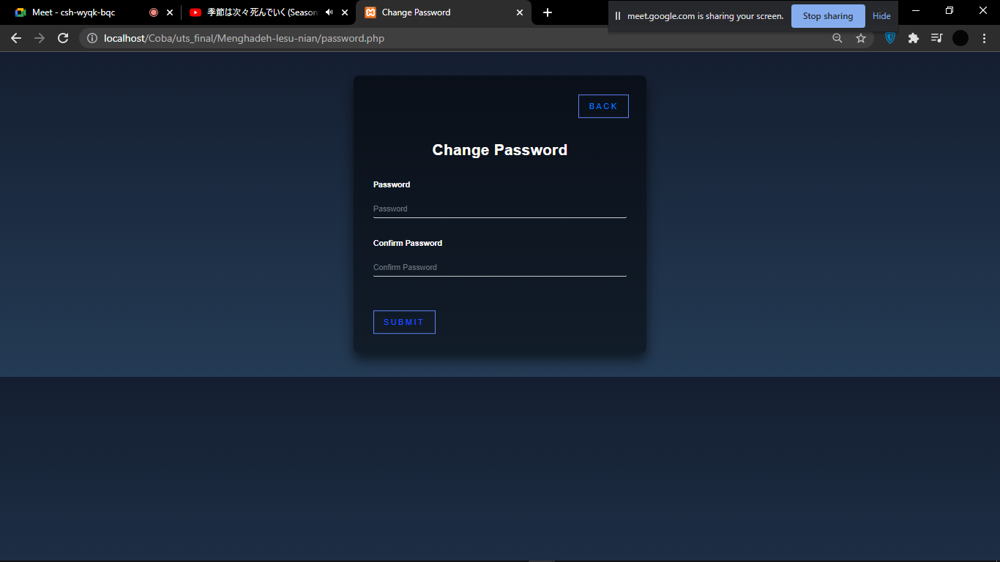 Meet - csh-wyqk-bqc
季節は次々死んでいく (Season
Change Password
meet.google.com is sharing your screen.
Stop sharing
Hide
localhost/Coba/uts_final/Menghadeh-lesu-nian/password.php
BACK
Change Password
Password
Password
Confirm Password
Confirm Password
SUBMIT